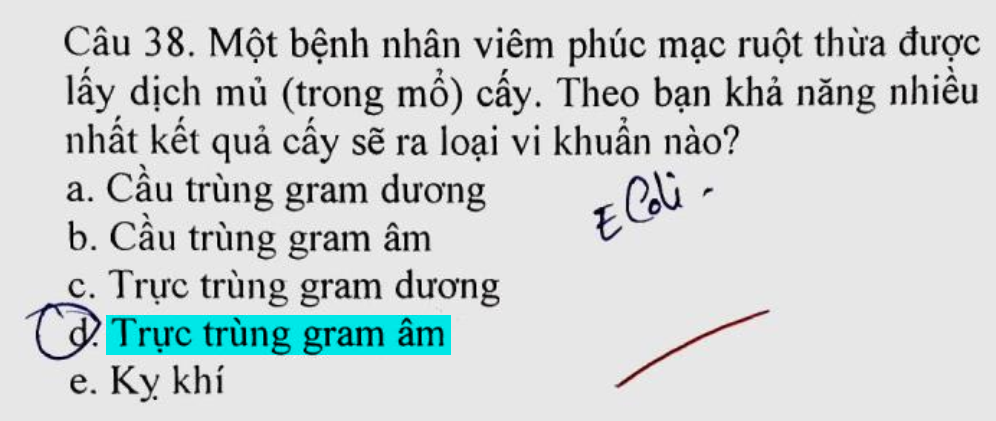 Câu 38. Một bệnh nhân viêm phúc mạc ruột thừa được
lấy dịch mủ (trong mổ) cấy. Theo bạn khả năng nhiều
nhất kết quả cấy sẽ ra loại vi khuẩn nào?
a. Cầu trùng gram dương
E Coli -
b. Cầu trùng gram âm
c. Trực trùng gram dương
d. Trực trùng gram âm
e. Kỵ khí